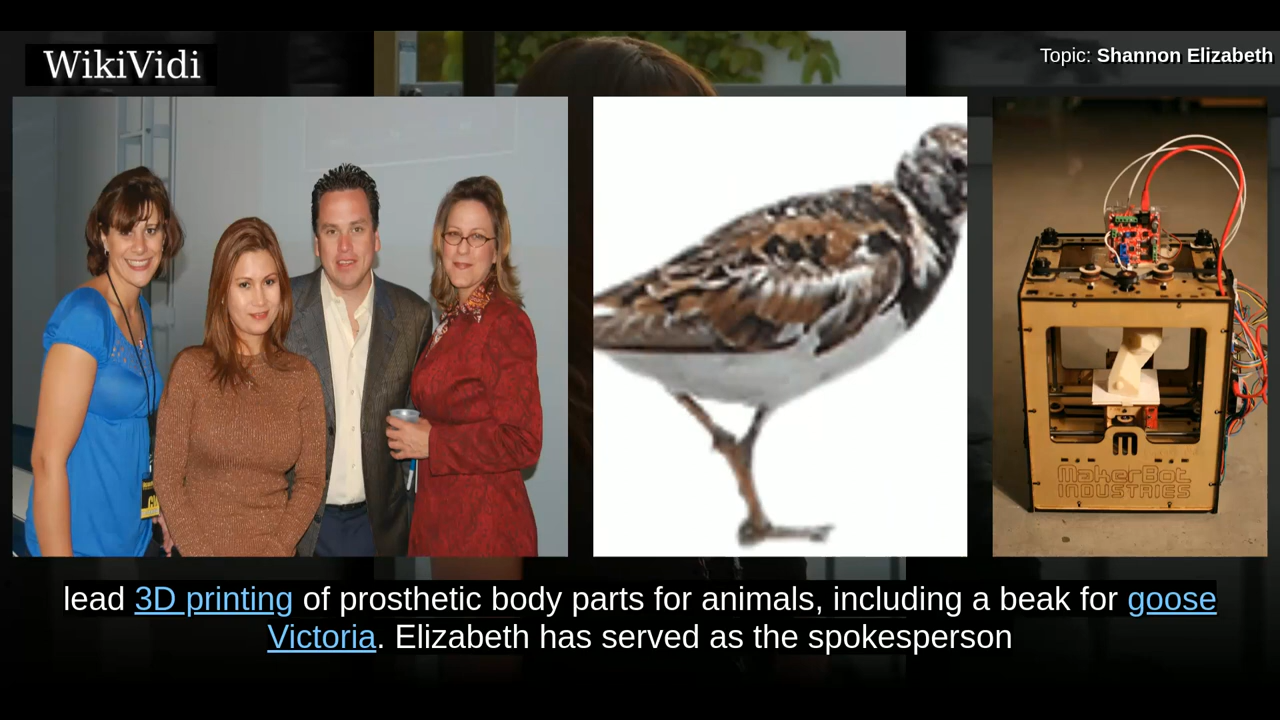 WikiVidi
Topic: Shannon Elizabeth
MakerBot
INDUSTRIES
lead 3D printing of prosthetic body parts for animals, including a beak for goose
Victoria. Elizabeth has served as the spokesperson